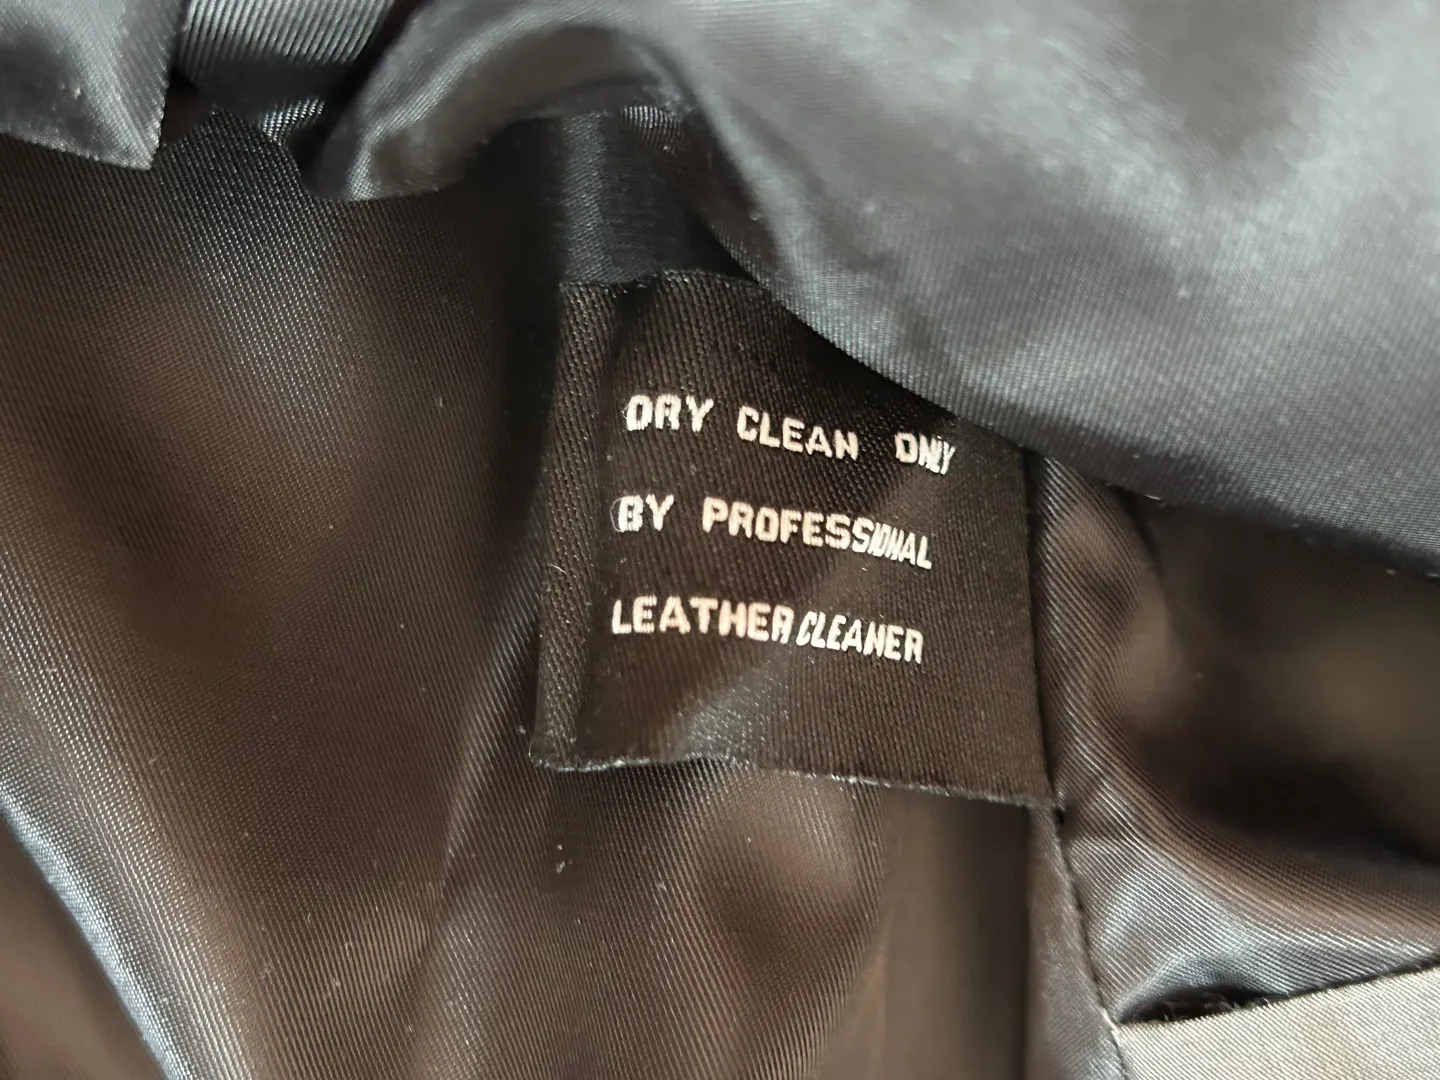 DRY CLEAN ONLY
BY PROFESSIONAL
LEATHER CLEANER